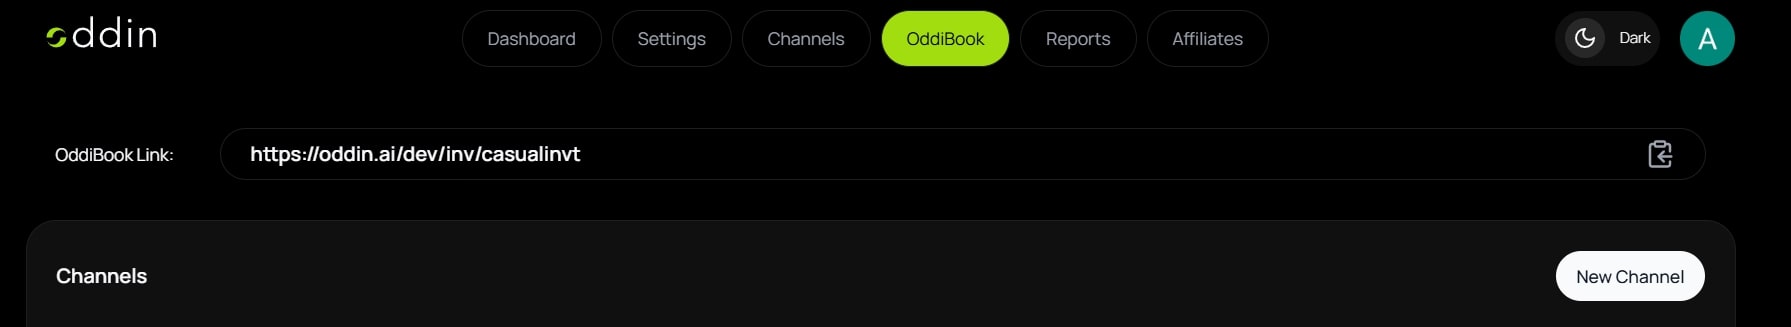 oddin
Dashboard
Settings
Channels
OddiBook
Reports
Affiliates
Dark
A
OddiBook Link:
https://oddin.ai/dev/inv/casualinvt
Channels
New Channel